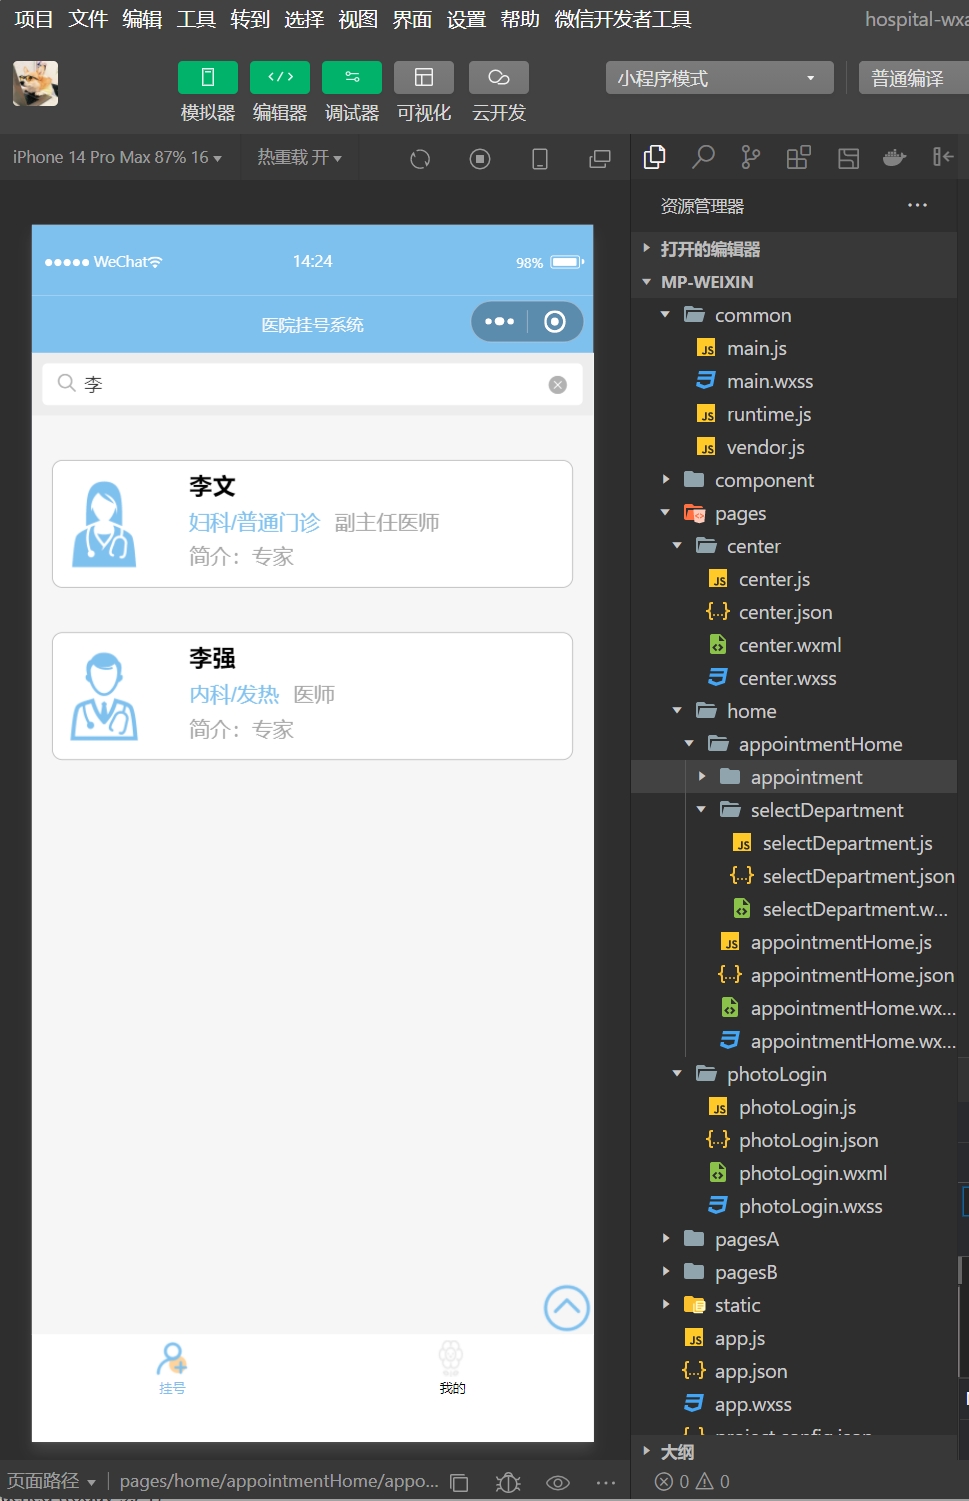 项目 文件 编辑 工具 转到 选择 视图 界面 设置 帮助 微信开发者工具 hospital-wxa
模拟器 编辑器 调试器 可视化 云开发
小程序模式 普通编译
iPhone 14 Pro Max 87% 16 热重载 开
资源管理器
打开的编辑器
MP-WEIXIN
common
main.js
main.wxss
runtime.js
vendor.js
component
pages
center
center.js
center.json
center.wxml
center.wxss
home
appointmentHome
appointment
selectDepartment
selectDepartment.js
selectDepartment.json
selectDepartment.w...
appointmentHome.js
appointmentHome.json
appointmentHome.wx...
appointmentHome.wx...
photoLogin
photoLogin.js
photoLogin.json
photoLogin.wxml
photoLogin.wxss
pagesA
pagesB
static
app.js
app.json
app.wxss
project.config.json
大纲
0 0
WeChat 14:24 98%
医院挂号系统
李
李文
妇科/普通门诊 副主任医师
简介：专家
李强
内科/发热 医师
简介：专家
挂号 我的
页面路径 pages/home/appointmentHome/appo...